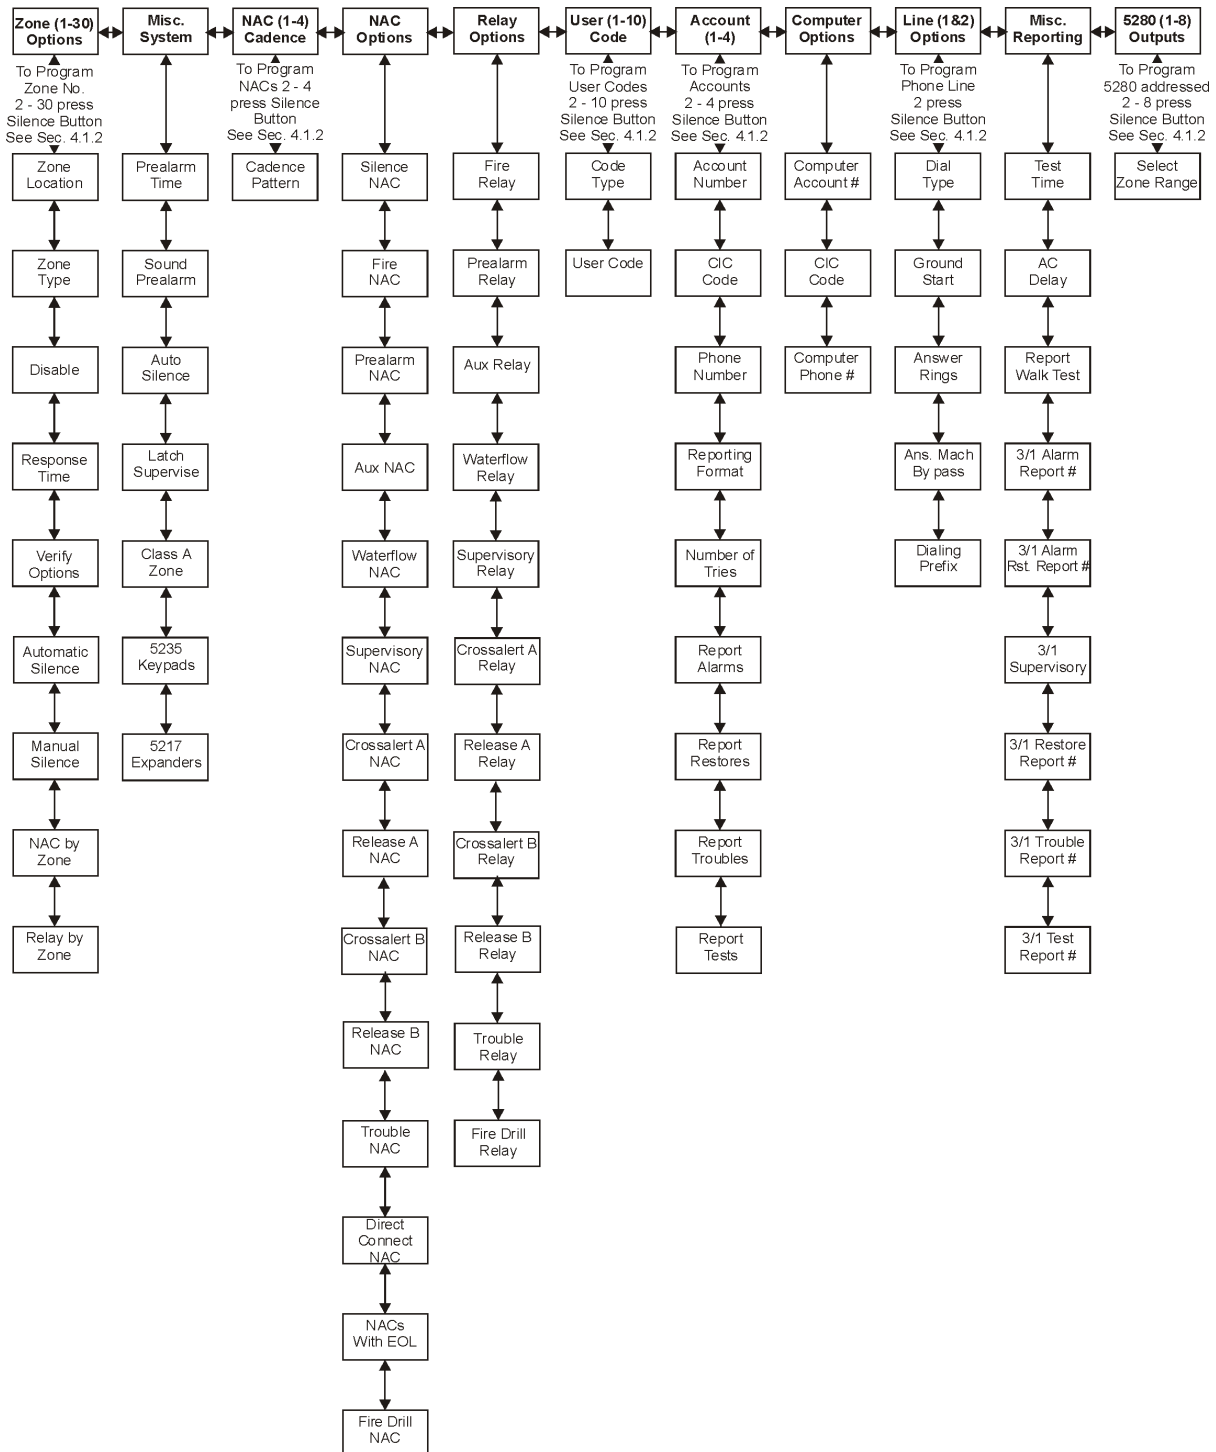 Zone (1-30)
Options
To Program
Zone No.
2 - 30 press
Silence Button
See Sec. 4.1.2
Zone
Location
Zone
Type
Disable
Response
Time
Verify
Options
Automatic
Silence
Manual
Silence
NAC by
Zone
Relay by
Zone
Misc.
System
Prealarm
Time
Sound
Prealarm
Auto
Silence
Latch
Supervise
Class A
Zone
5235
Keypads
5217
Expanders
NAC (1-4)
Cadence
To Program
NACs 2 - 4
press Silence
Button
See Sec. 4.1.2
Cadence
Pattern
NAC
Options
Silence
NAC
Fire
NAC
Prealarm
NAC
Aux NAC
Waterflow
NAC
Supervisory
NAC
Crossalert A
NAC
Release A
NAC
Crossalert B
NAC
Release B
NAC
Trouble
NAC
Direct
Connect
NAC
NACs
With EOL
Fire Drill
NAC
Relay
Options
Fire
Relay
Prealarm
Relay
Aux Relay
Waterflow
Relay
Supervisory
Relay
Crossalert A
Relay
Release A
Relay
Crossalert B
Relay
Release B
Relay
Trouble
Relay
Fire Drill
Relay
User (1-10)
Code
To Program
User Codes
2 - 10 press
Silence Button
See Sec. 4.1.2
Code
Type
User Code
Account
(1-4)
To Program
Accounts
2 - 4 press
Silence Button
See Sec. 4.1.2
Account
Number
CIC
Code
Phone
Number
Reporting
Format
Number of
Tries
Report
Alarms
Report
Restores
Report
Troubles
Report
Tests
Computer
Options
Computer
Account #
CIC
Code
Computer
Phone #
Line (1&2)
Options
To Program
Phone Line
2 press
Silence Button
See Sec. 4.1.2
Dial
Type
Ground
Start
Answer
Rings
Ans. Mach
By pass
Dialing
Prefix
Misc.
Reporting
Test
Time
AC
Delay
Report
Walk Test
3/1 Alarm
Report #
3/1 Alarm
Rst. Report #
3/1
Supervisory
3/1 Restore
Report #
3/1 Trouble
Report #
3/1 Test
Report #
5280 (1-8)
Outputs
To Program
5280 addressed
2 - 8 press
Silence Button
See Sec. 4.1.2
Select
Zone Range